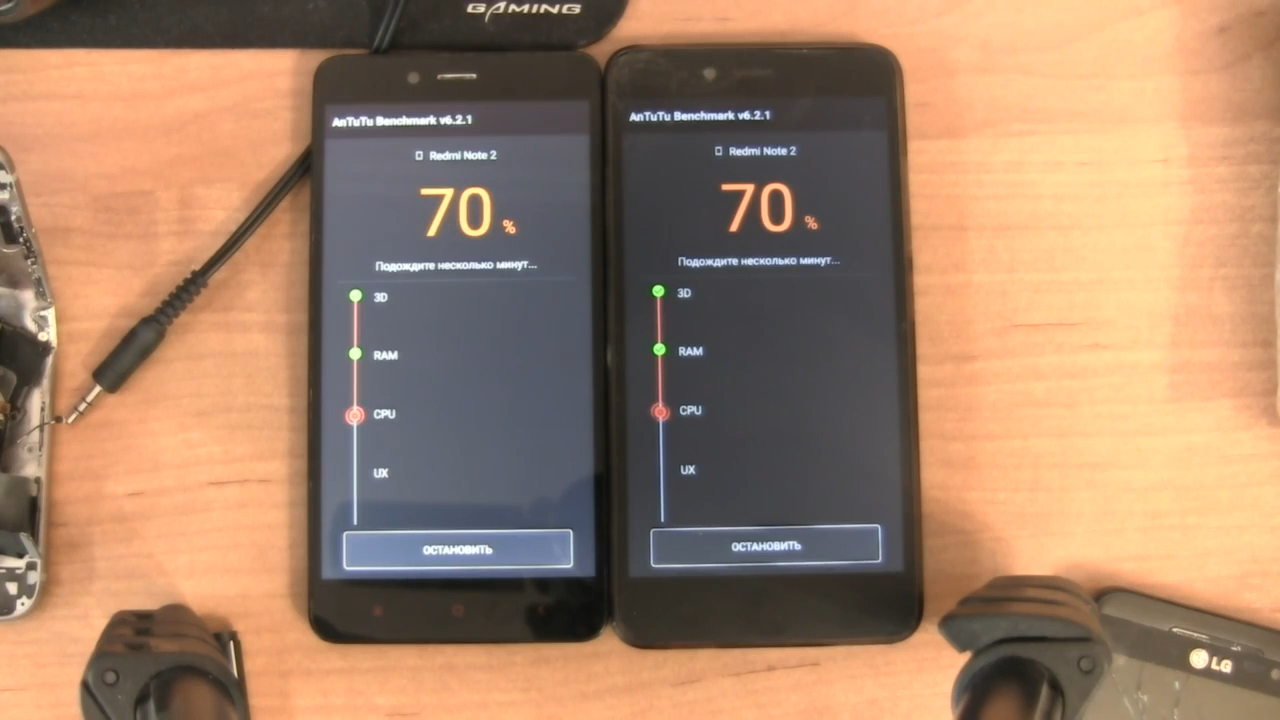 GAMING
AnTuTu Benchmark v6.2.1
Redmi Note 2
70 %
Подождите несколько минут...
3D
RAM
CPU
UX
ОСТАНОВИТЬ
AnTuTu Benchmark v6.2.1
Redmi Note 2
70 %
Подождите несколько минут...
3D
RAM
CPU
UX
ОСТАНОВИТЬ
LG